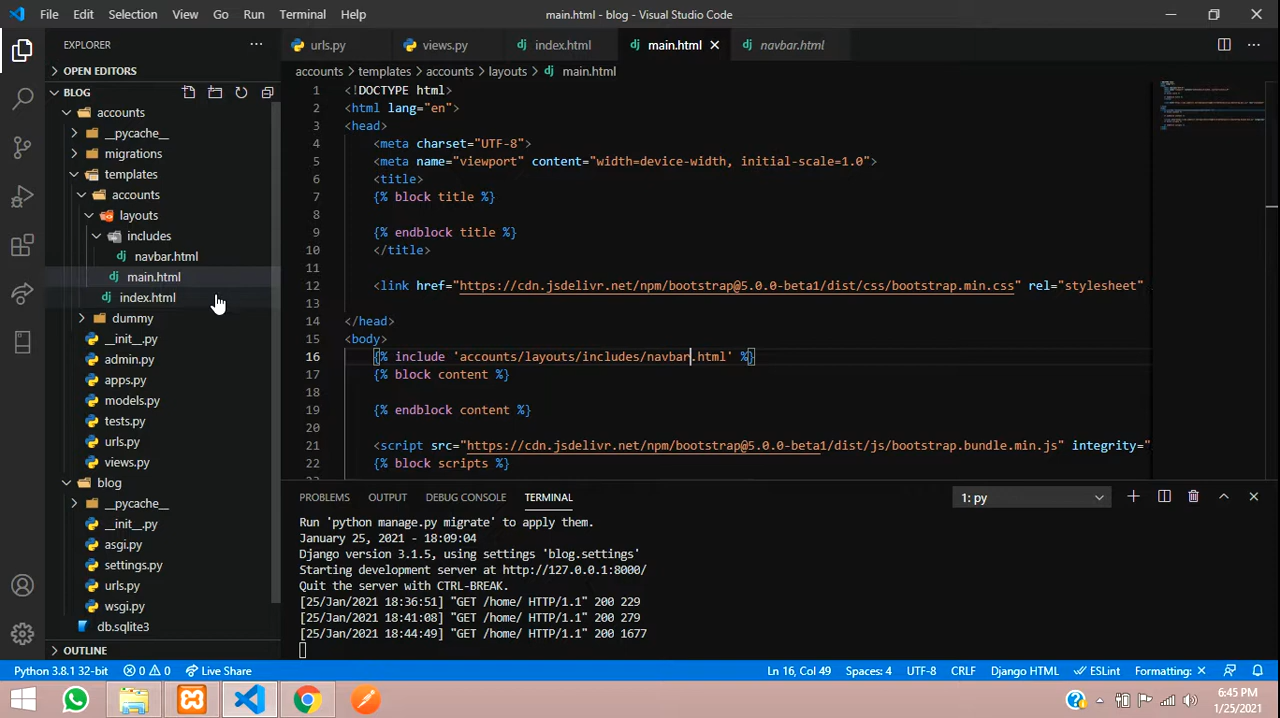 File Edit Selection View Go Run Terminal Help main.html - blog - Visual Studio Code
EXPLORER
OPEN EDITORS
BLOG
accounts
__pycache__
migrations
templates
accounts
layouts
includes
navbar.html
main.html
index.html
dummy
__init__.py
admin.py
apps.py
models.py
tests.py
urls.py
views.py
blog
__pycache__
__init__.py
asgi.py
settings.py
urls.py
wsgi.py
db.sqlite3
OUTLINE
urls.py views.py index.html main.html navbar.html
accounts > templates > accounts > layouts > main.html
1 <!DOCTYPE html>
2 <html lang="en">
3 <head>
4 <meta charset="UTF-8">
5 <meta name="viewport" content="width=device-width, initial-scale=1.0">
6 <title>
7 {% block title %}
8
9 {% endblock title %}
10 </title>
11
12 <link href="https://cdn.jsdelivr.net/npm/bootstrap@5.0.0-beta1/dist/css/bootstrap.min.css" rel="stylesheet"
13
14 </head>
15 <body>
16 {% include 'accounts/layouts/includes/navbar.html' %}
17 {% block content %}
18
19 {% endblock content %}
20
21 <script src="https://cdn.jsdelivr.net/npm/bootstrap@5.0.0-beta1/dist/js/bootstrap.bundle.min.js" integrity="
22 {% block scripts %}
PROBLEMS OUTPUT DEBUG CONSOLE TERMINAL 1: py
Run 'python manage.py migrate' to apply them.
January 25, 2021 - 18:09:04
Django version 3.1.5, using settings 'blog.settings'
Starting development server at http://127.0.0.1:8000/
Quit the server with CTRL-BREAK.
[25/Jan/2021 18:36:51] "GET /home/ HTTP/1.1" 200 229
[25/Jan/2021 18:41:08] "GET /home/ HTTP/1.1" 200 279
[25/Jan/2021 18:44:49] "GET /home/ HTTP/1.1" 200 1677
Python 3.8.1 32-bit 0 0 Live Share Ln 16, Col 49 Spaces: 4 UTF-8 CRLF Django HTML ESLint Formatting: ×
6:45 PM
1/25/2021